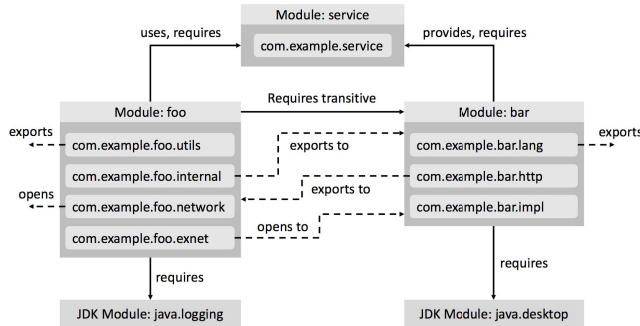 Module: service
uses, requires
com.example.service
provides, requires
Module: foo
Requires transitive
Module: bar
exports
com.example.foo.utils
exports to
com.example.bar.lang
exports
com.example.foo.internal
exports to
com.example.bar.http
opens
com.example.foo.network
com.example.bar.impl
com.example.foo.exnet
opens to
requires
requires
JDK Module: java.logging
JDK Module: java.desktop